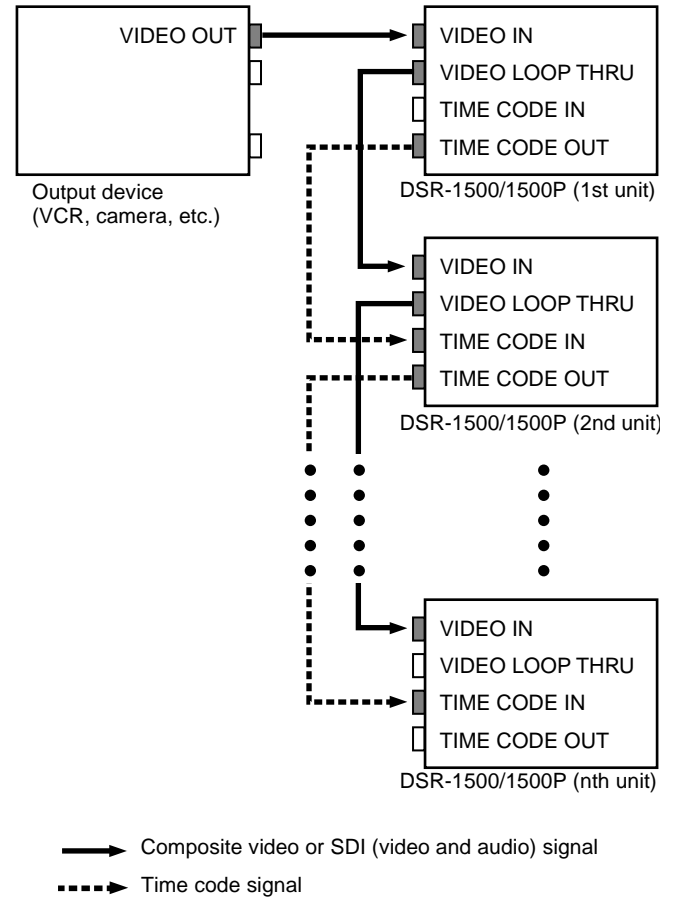 VIDEO OUT
Output device
(VCR, camera, etc.)
VIDEO IN
VIDEO LOOP THRU
TIME CODE IN
TIME CODE OUT
DSR-1500/1500P (1st unit)
VIDEO IN
VIDEO LOOP THRU
TIME CODE IN
TIME CODE OUT
DSR-1500/1500P (2nd unit)
VIDEO IN
VIDEO LOOP THRU
TIME CODE IN
TIME CODE OUT
DSR-1500/1500P (nth unit)
Composite video or SDI (video and audio) signal
Time code signal